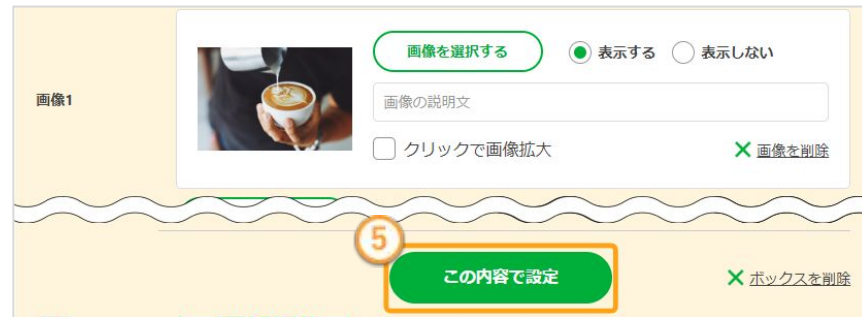 画像を選択する 表示する 表示しない
画像1
画像の説明文
クリックで画像拡大 画像を削除
5
この内容で設定 ボックスを削除